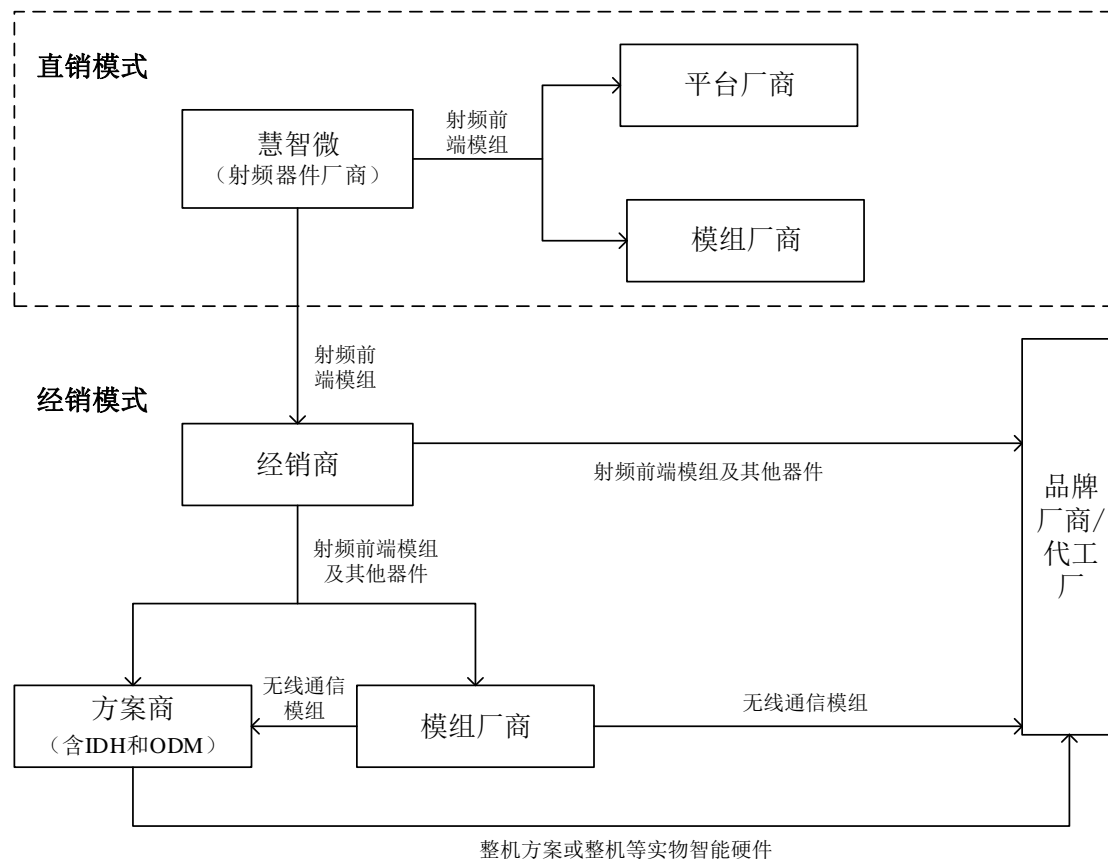 直销模式
平台厂商
慧智微
（射频器件厂商）
射频前
端模组
模组厂商
射频前
端模组
经销模式
经销商
射频前端模组及其他器件
品牌
厂商/
代工
厂
射频前端模组
及其他器件
方案商
（含IDH和ODM）
无线通信
模组
模组厂商
无线通信模组
整机方案或整机等实物智能硬件